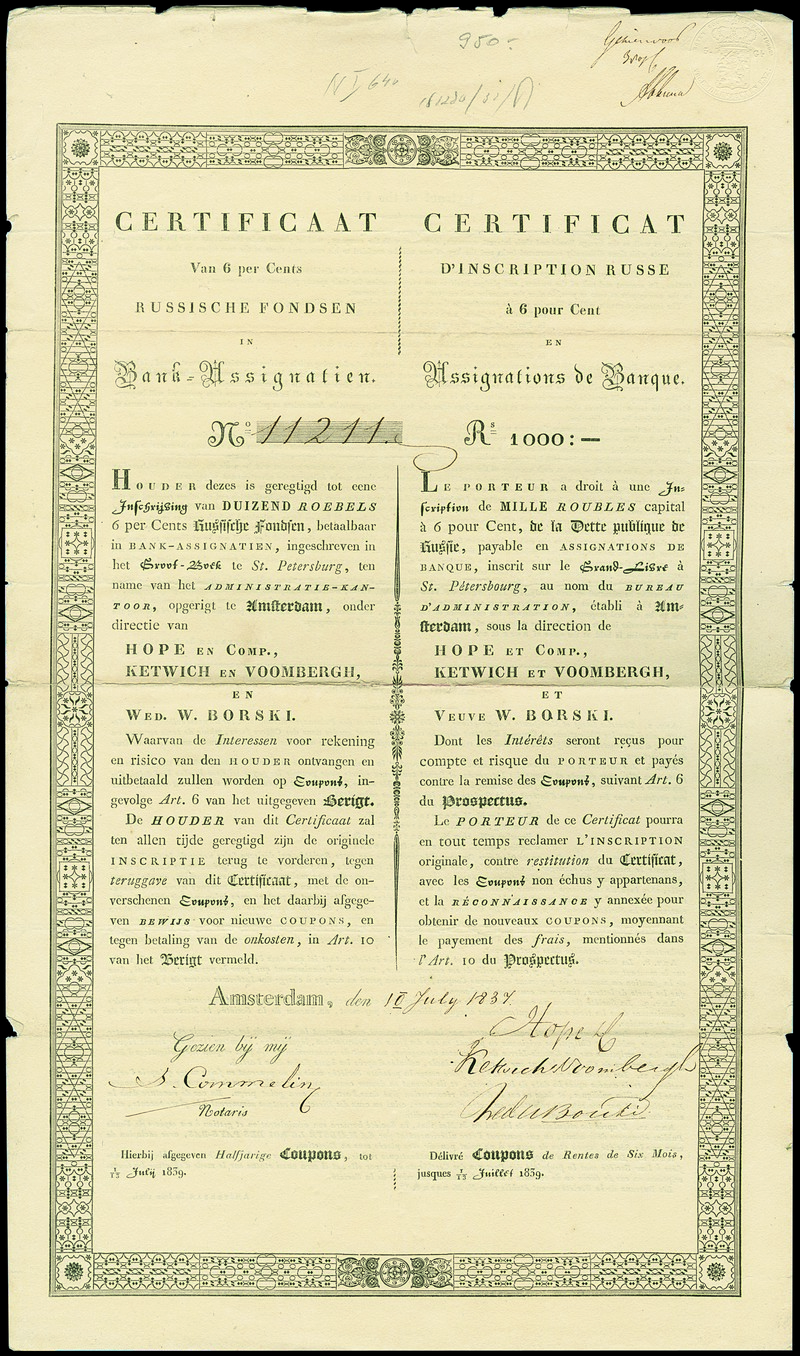 950-
CERTIFICAAT
Van 6 per Cents
RUSSISCHE FONDSEN
IN
Bank-Assignatien.
Nº 11211.
HOUDER dezes is geregtigd tot eene
Inschrijving van DUIZEND ROEBELS
6 per Cents Russische Fondsen, betaalbaar
in BANK-ASSIGNATIEN, ingeschreven in
het Groot-Boek te St. Petersburg, ten
name van het ADMINISTRATIE-KAN-
TOOR, opgerigt te Amsterdam, onder
directie van
HOPE EN COMP.,
KETWICH EN VOOMBERGH,
EN
WED. W. BORSKI.
Waarvan de Interessen voor rekening
en risico van den HOUDER ontvangen en
uitbetaald zullen worden op Coupons, in-
gevolge Art. 6 van het uitgegeven Berigt.
De HOUDER van dit Certificaat zal
ten allen tijde geregtigd zijn de originele
INSCRIPTIE terug te vorderen, tegen
teruggave van dit Certificaat, met de on-
verschenen Coupons, en het daarbij afgege-
ven BEWIJS voor nieuwe COUPONS, en
tegen betaling van de onkosten, in Art. 10
van het Berigt vermeld.
CERTIFICAT
D'INSCRIPTION RUSSE
à 6 pour Cent
EN
Assignations de Banque.
Rs 1000:—
LE PORTEUR a droit à une In-
scription de MILLE ROUBLES capital
à 6 pour Cent, de la Dette publique de
Russie, payable en ASSIGNATIONS DE
BANQUE, inscrit sur le Grand-Livre à
St. Pétersbourg, au nom du BUREAU
D'ADMINISTRATION, établi à Am-
sterdam, sous la direction de
HOPE ET COMP.,
KETWICH ET VOOMBERGH,
ET
VEUVE W. BORSKI.
Dont les Intérêts seront reçus pour
compte et risque du PORTEUR et payés
contre la remise des Coupons, suivant Art. 6
du Prospectus.
Le PORTEUR de ce Certificat pourra
en tout temps reclamer L'INSCRIPTION
originale, contre restitution du Certificat,
avec les Coupons non échus y appartenans,
et la RÉCONNAISSANCE y annexée pour
obtenir de nouveaux COUPONS, moyennant
le payement des frais, mentionnés dans
l'Art. 10 du Prospectus.
Amsterdam, den July 1837.
Gezien bij mij
S. Commelin
Notaris
Hope &C
Ketwich & Voombergh
Wed W Borski
Hierbij afgegeven Halfjarige Coupons, tot
1/13 Julij 1839.
Délivré Coupons de Rentes de Six Mois,
jusques 1/13 Juillet 1839.